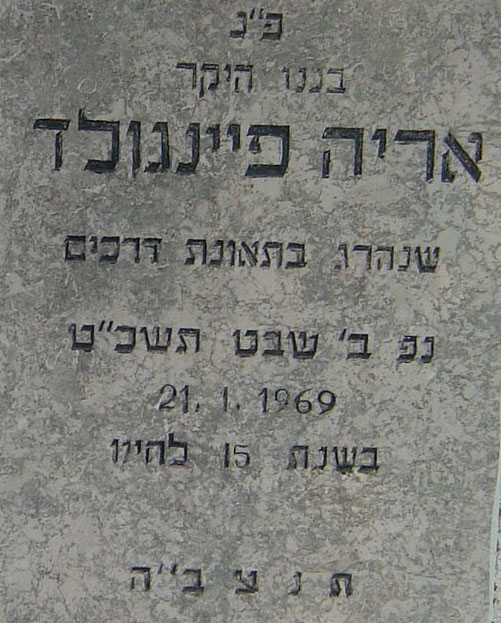 פ"נ
בננו היקר
אריה פיינגולד
שנהרג בתאונת דרכים
נפ ב' שבט תשכ"ט
21. 1. 1969
בשנת 15 לחייו
ת נ צ ב"ה